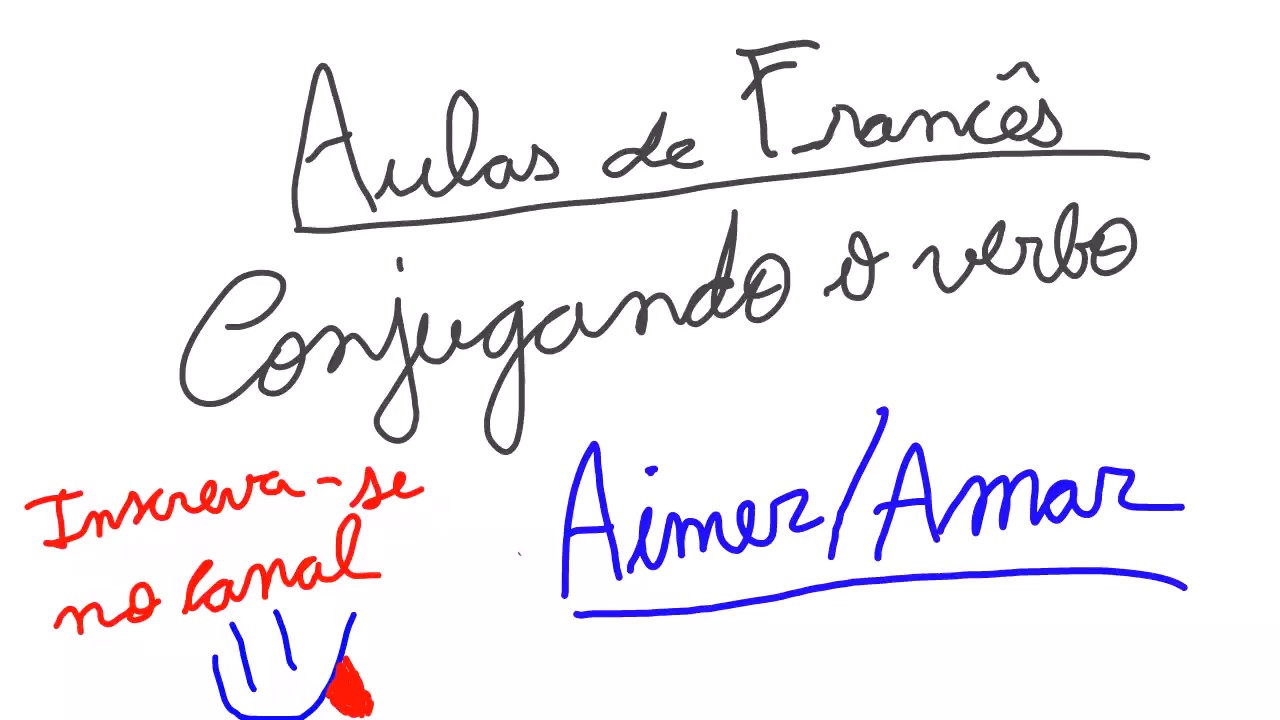 Aulas de Francês
Conjugando o verbo
Aimer/Amar
Inscreva-se
no Canal